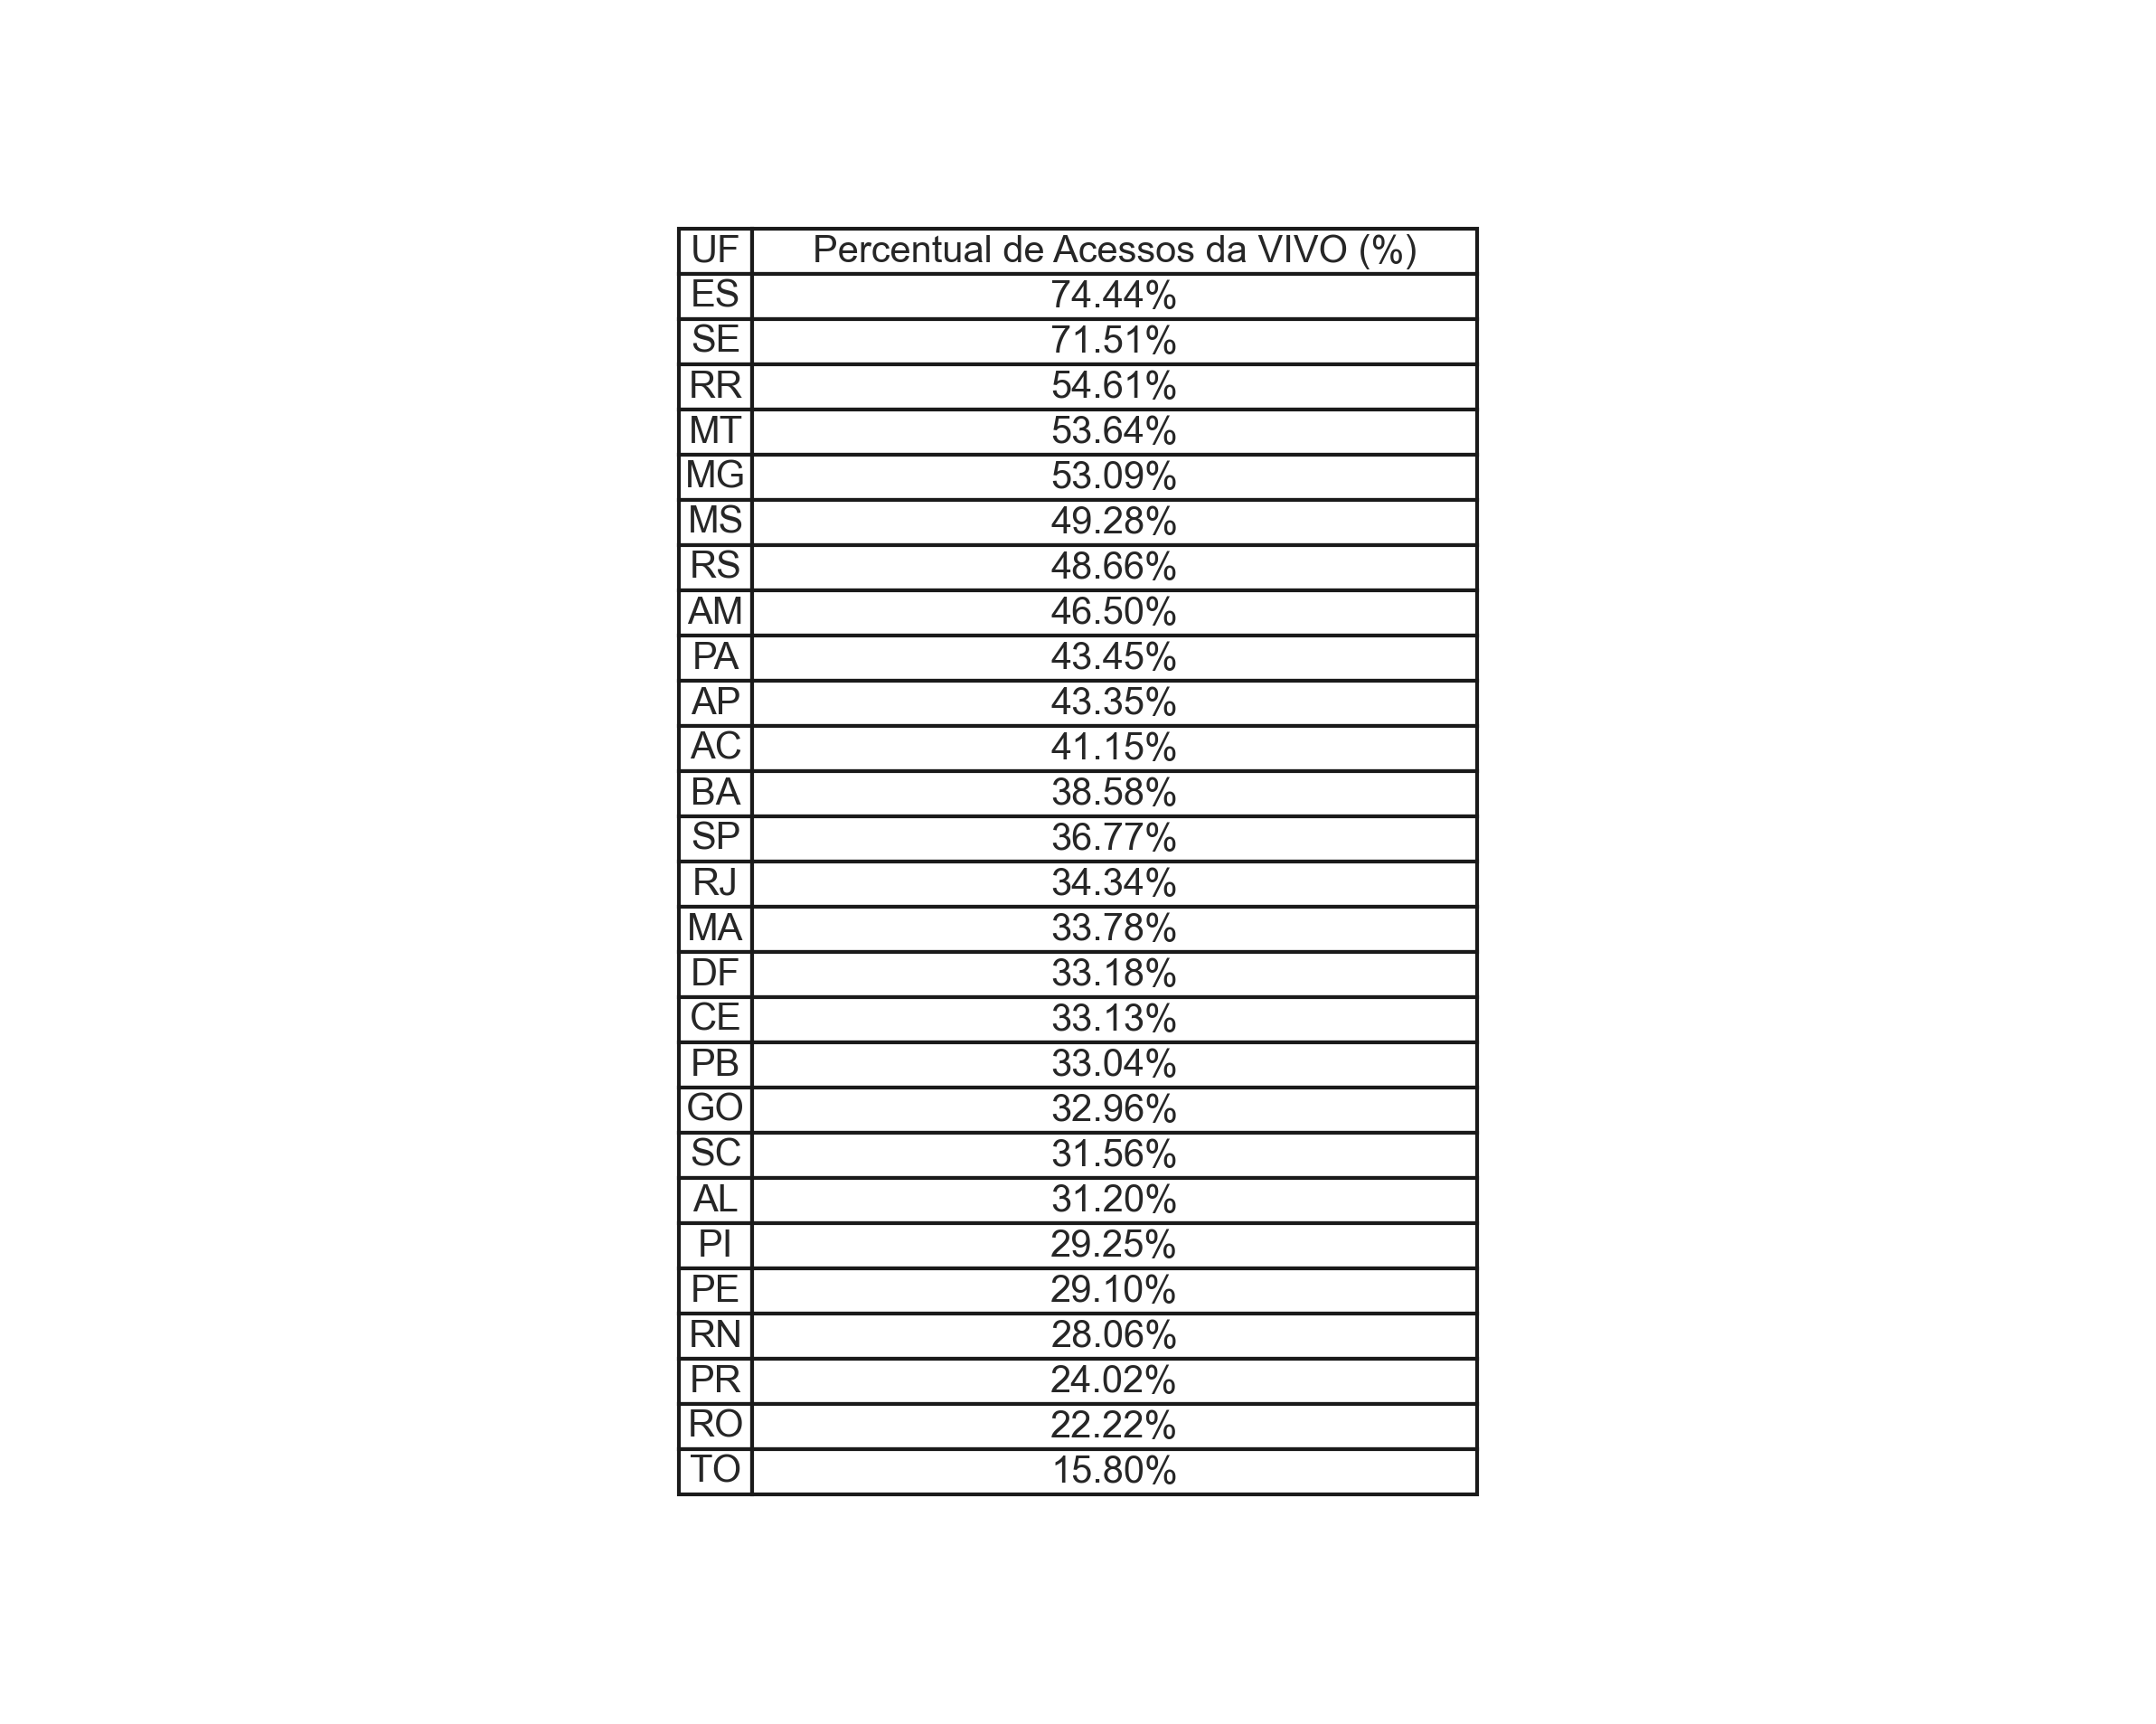 UF Percentual de Acessos da VIVO (%)
ES 74.44%
SE 71.51%
RR 54.61%
MT 53.64%
MG 53.09%
MS 49.28%
RS 48.66%
AM 46.50%
PA 43.45%
AP 43.35%
AC 41.15%
BA 38.58%
SP 36.77%
RJ 34.34%
MA 33.78%
DF 33.18%
CE 33.13%
PB 33.04%
GO 32.96%
SC 31.56%
AL 31.20%
PI 29.25%
PE 29.10%
RN 28.06%
PR 24.02%
RO 22.22%
TO 15.80%